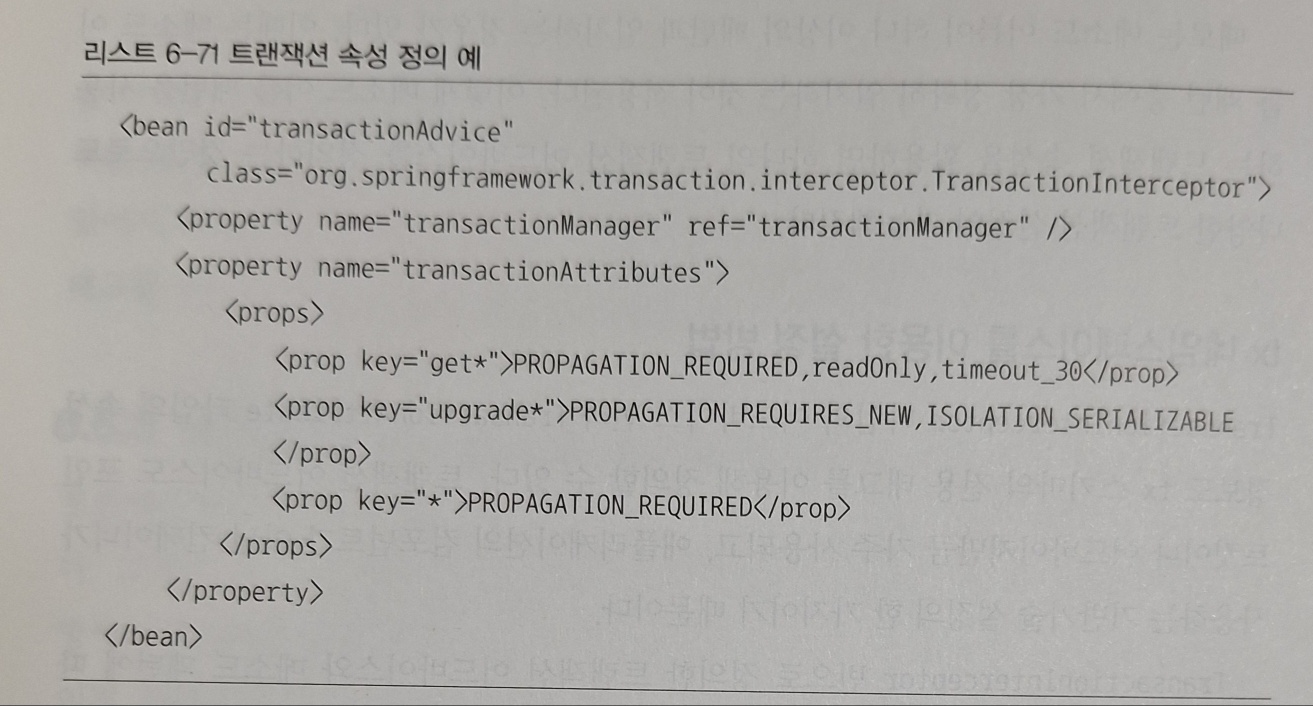 리스트 6-71 트랜잭션 속성 정의 예
<bean id="transactionAdvice"
class="org.springframework.transaction.interceptor.TransactionInterceptor">
<property name="transactionManager" ref="transactionManager" />
<property name="transactionAttributes">
<props>
<prop key="get*">PROPAGATION_REQUIRED,readOnly,timeout_30</prop>
<prop key="upgrade*">PROPAGATION_REQUIRES_NEW,ISOLATION_SERIALIZABLE
</prop>
<prop key="*">PROPAGATION_REQUIRED</prop>
</props>
</property>
</bean>